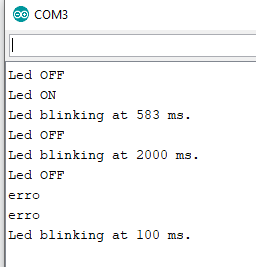 COM3
Led OFF
Led ON
Led blinking at 583 ms.
Led OFF
Led blinking at 2000 ms.
Led OFF
erro
erro
Led blinking at 100 ms.